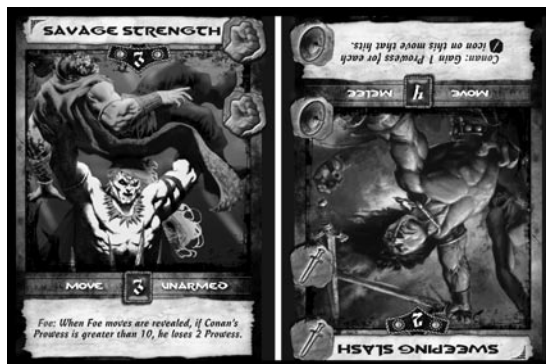 SAVAGE STRENGTH
2
MOVE 3 UNARMED
Foe: When Foe moves are revealed, if Conan's
Prowess is greater than 10, he loses 2 Prowess.
SWEEPING SLASH
2
MOVE 4 MELEE
Conan: Gain 1 Prowess for each
icon on this move that hits.